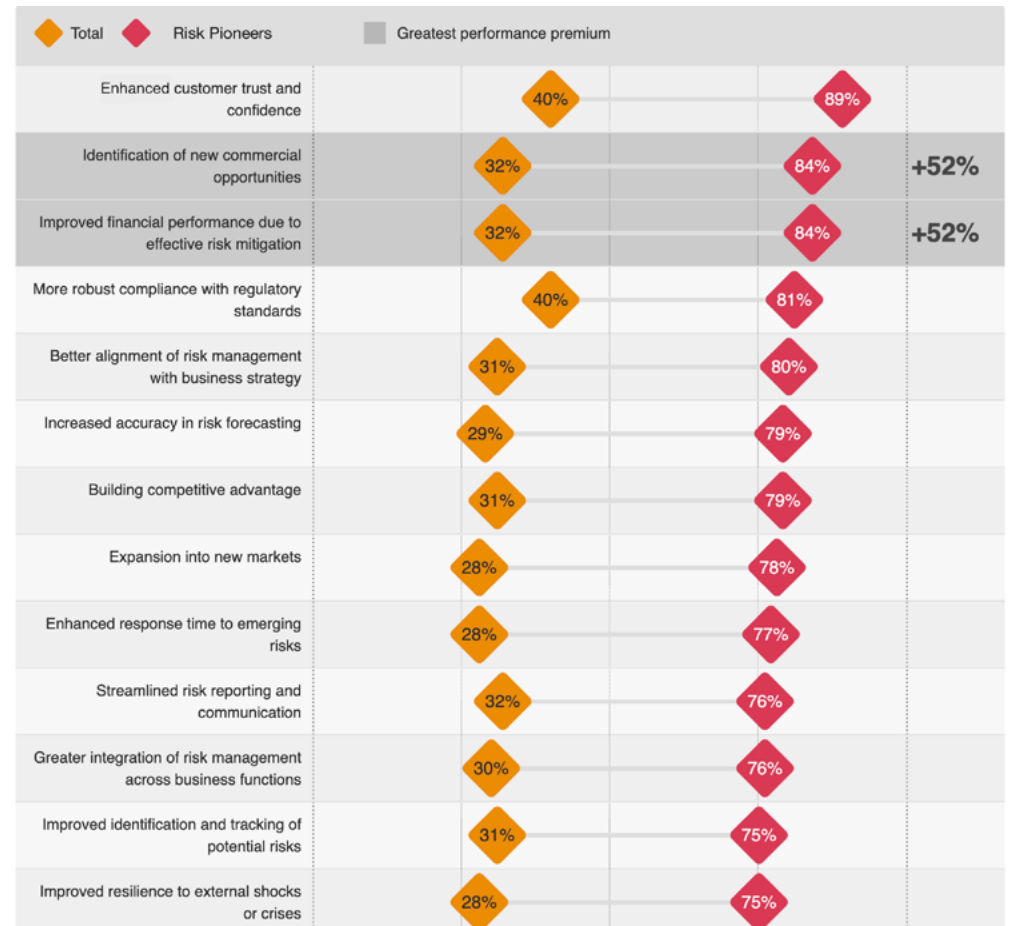 Total Risk Pioneers Greatest performance premium
Enhanced customer trust and
confidence
40% 89%
Identification of new commercial
opportunities
32% 84% +52%
Improved financial performance due to
effective risk mitigation
32% 84% +52%
More robust compliance with regulatory
standards
40% 81%
Better alignment of risk management
with business strategy
31% 80%
Increased accuracy in risk forecasting
29% 79%
Building competitive advantage
31% 79%
Expansion into new markets
28% 78%
Enhanced response time to emerging
risks
28% 77%
Streamlined risk reporting and
communication
32% 76%
Greater integration of risk management
across business functions
30% 76%
Improved identification and tracking of
potential risks
31% 75%
Improved resilience to external shocks
or crises
28% 75%